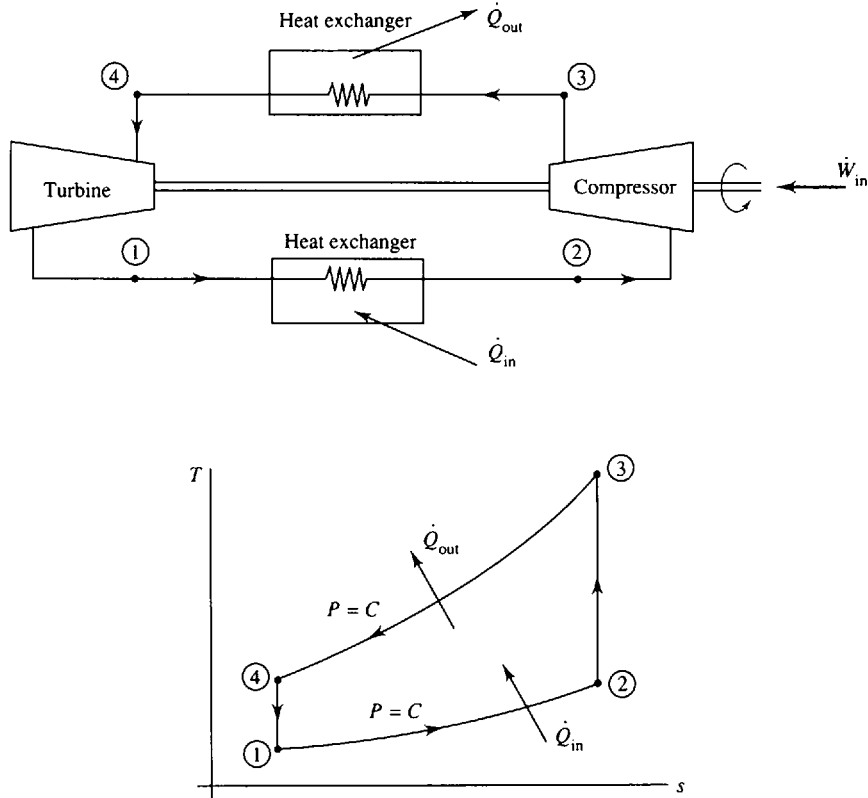 Heat exchanger
Q̇out
④
③
Turbine
Compressor
Ẇin
①
Heat exchanger
②
Q̇in
T
③
Q̇out
P = C
④
②
P = C
Q̇in
①
s